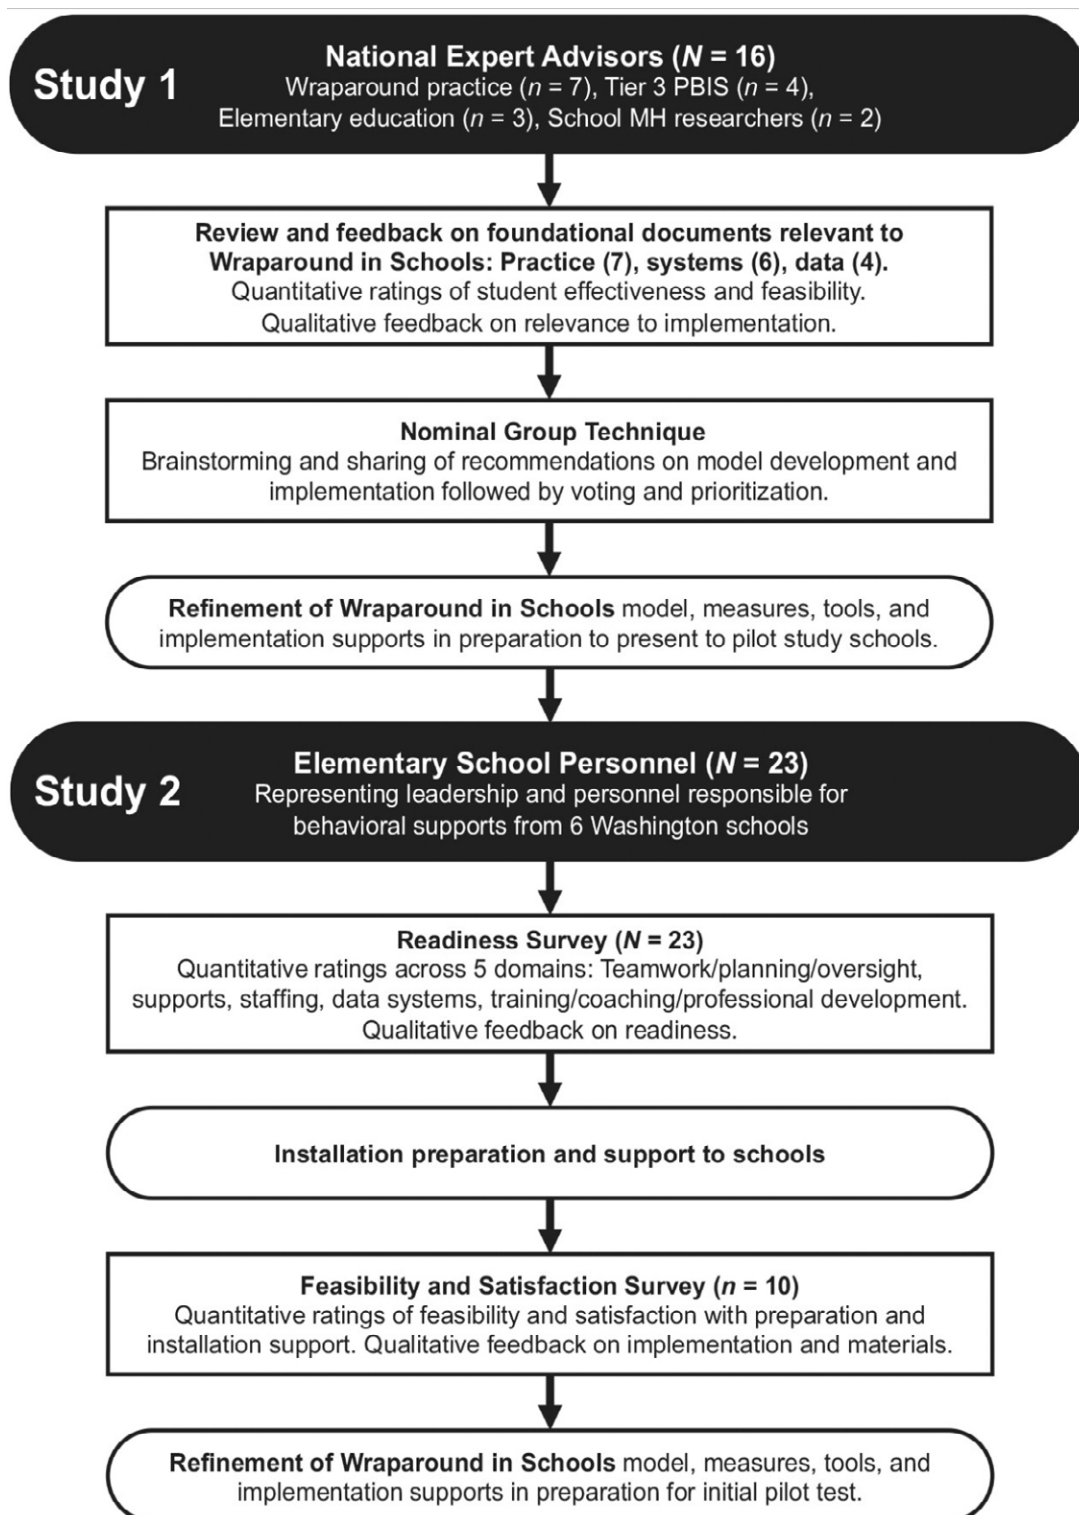 Study 1
National Expert Advisors (N = 16)
Wraparound practice (n = 7), Tier 3 PBIS (n = 4),
Elementary education (n = 3), School MH researchers (n = 2)
Review and feedback on foundational documents relevant to
Wraparound in Schools: Practice (7), systems (6), data (4).
Quantitative ratings of student effectiveness and feasibility.
Qualitative feedback on relevance to implementation.
Nominal Group Technique
Brainstorming and sharing of recommendations on model development and
implementation followed by voting and prioritization.
Refinement of Wraparound in Schools model, measures, tools, and
implementation supports in preparation to present to pilot study schools.
Study 2
Elementary School Personnel (N = 23)
Representing leadership and personnel responsible for
behavioral supports from 6 Washington schools
Readiness Survey (N = 23)
Quantitative ratings across 5 domains: Teamwork/planning/oversight,
supports, staffing, data systems, training/coaching/professional development.
Qualitative feedback on readiness.
Installation preparation and support to schools
Feasibility and Satisfaction Survey (n = 10)
Quantitative ratings of feasibility and satisfaction with preparation and
installation support. Qualitative feedback on implementation and materials.
Refinement of Wraparound in Schools model, measures, tools, and
implementation supports in preparation for initial pilot test.